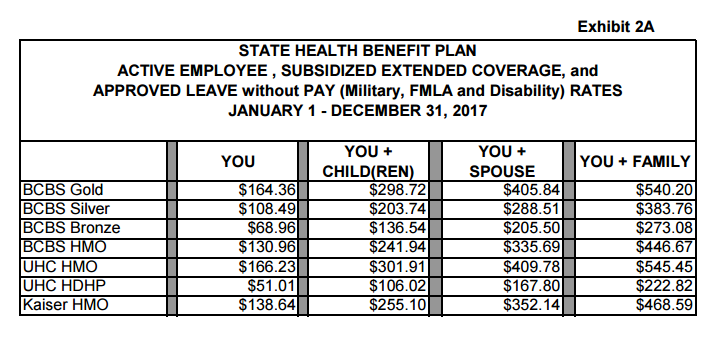 Exhibit 2A
STATE HEALTH BENEFIT PLAN
ACTIVE EMPLOYEE , SUBSIDIZED EXTENDED COVERAGE, and
APPROVED LEAVE without PAY (Military, FMLA and Disability) RATES
JANUARY 1 - DECEMBER 31, 2017
YOU YOU + CHILD(REN) YOU + SPOUSE YOU + FAMILY
BCBS Gold $164.36 $298.72 $405.84 $540.20
BCBS Silver $108.49 $203.74 $288.51 $383.76
BCBS Bronze $68.96 $136.54 $205.50 $273.08
BCBS HMO $130.96 $241.94 $335.69 $446.67
UHC HMO $166.23 $301.91 $409.78 $545.45
UHC HDHP $51.01 $106.02 $167.80 $222.82
Kaiser HMO $138.64 $255.10 $352.14 $468.59